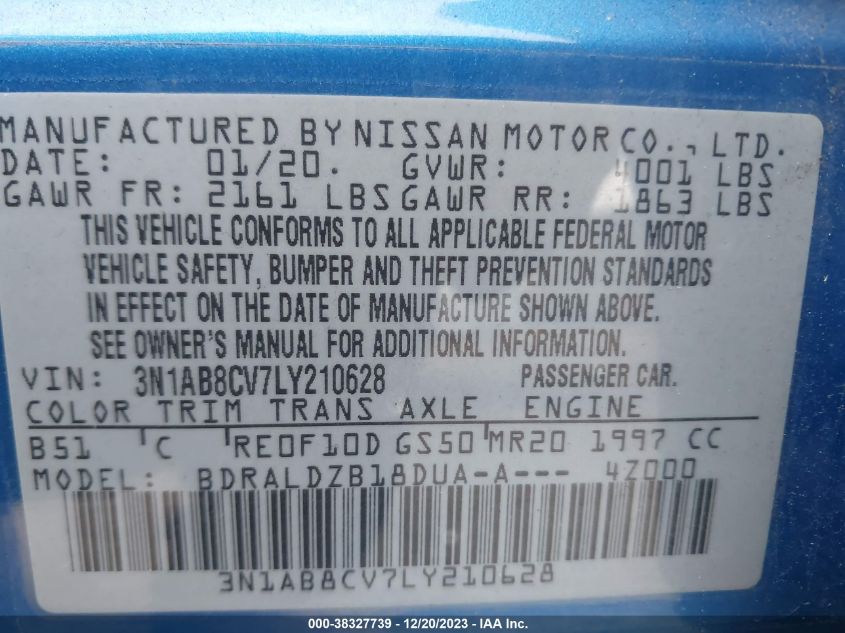 MANUFACTURED BY NISSAN MOTOR CO., LTD.
DATE: 01/20. GVWR: 4001 LBS
GAWR FR: 2161 LBS GAWR RR: 1863 LBS
THIS VEHICLE CONFORMS TO ALL APPLICABLE FEDERAL MOTOR
VEHICLE SAFETY, BUMPER AND THEFT PREVENTION STANDARDS
IN EFFECT ON THE DATE OF MANUFACTURE SHOWN ABOVE.
SEE OWNER'S MANUAL FOR ADDITIONAL INFORMATION.
VIN: 3N1AB8CV7LY210628 PASSENGER CAR.
COLOR TRIM TRANS AXLE ENGINE
B51 'C 'RE0F10D GS50 'MR20 1997 CC
MODEL: BDRALDZB18DUA-A--- 4Z000
3N1AB8CV7LY210628
000-38327739 - 12/20/2023 - IAA Inc.